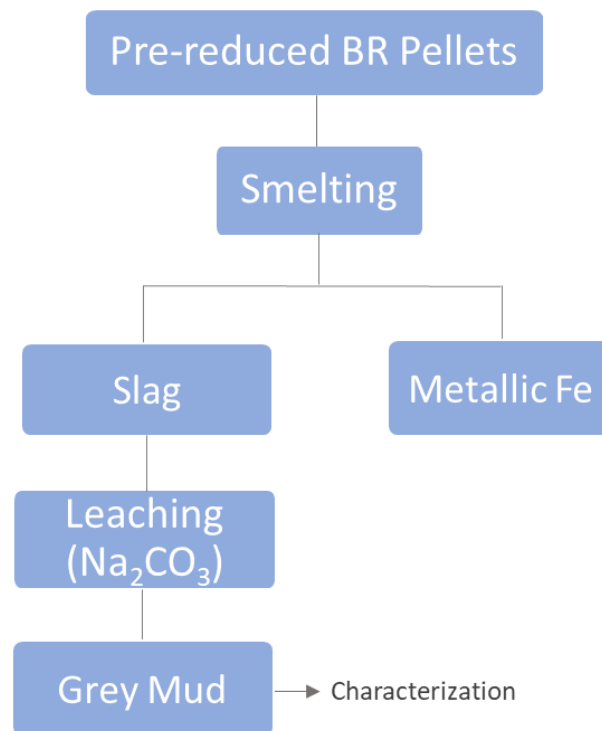 Pre-reduced BR Pellets
Smelting
Slag
Metallic Fe
Leaching
(Na₂CO₃)
Grey Mud
Characterization